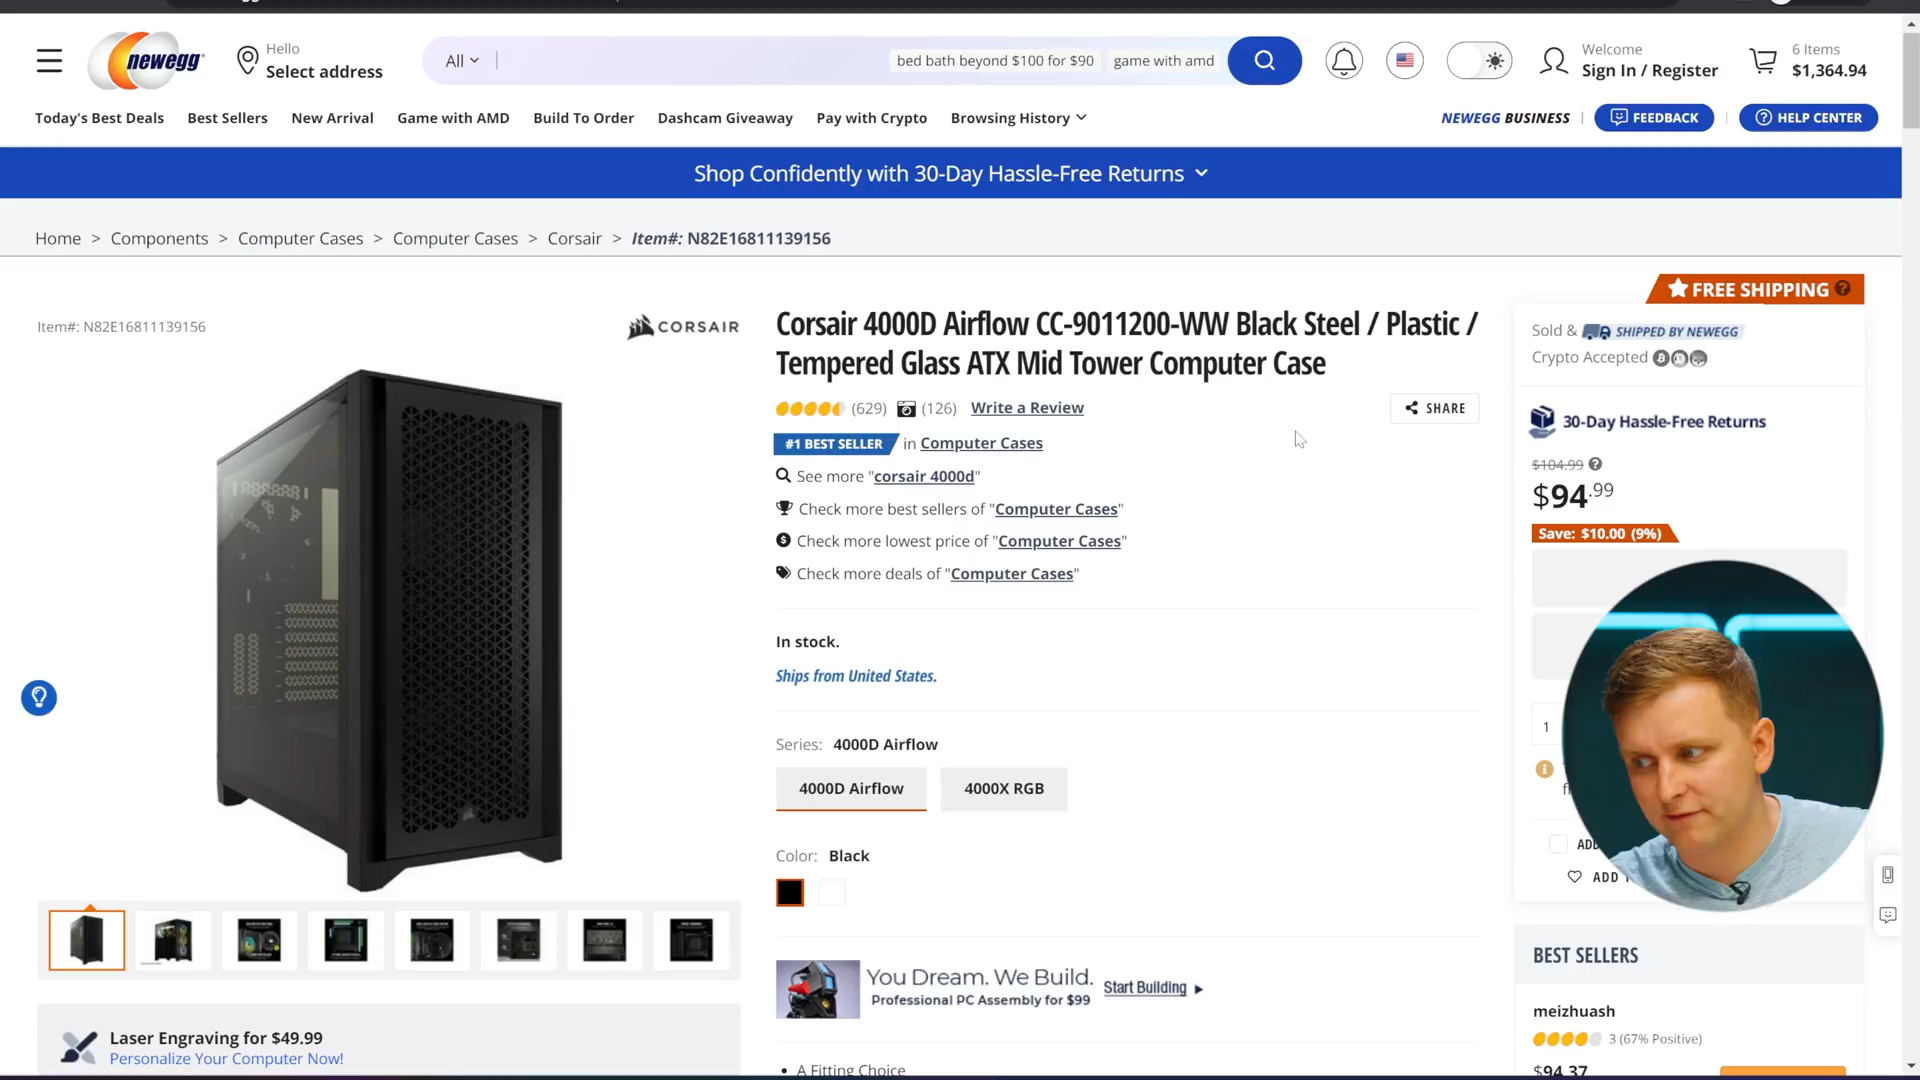 newegg
Hello
Select address
All
bed bath beyond $100 for $90
game with amd
Welcome
Sign In / Register
6 Items
$1,364.94
Today's Best Deals
Best Sellers
New Arrival
Game with AMD
Build To Order
Dashcam Giveaway
Pay with Crypto
Browsing History
NEWEGG BUSINESS
FEEDBACK
HELP CENTER
Shop Confidently with 30-Day Hassle-Free Returns
Home > Components > Computer Cases > Computer Cases > Corsair > Item#: N82E16811139156
Item#: N82E16811139156
CORSAIR
Corsair 4000D Airflow CC-9011200-WW Black Steel / Plastic /
Tempered Glass ATX Mid Tower Computer Case
(629) (126) Write a Review
SHARE
#1 BEST SELLER in Computer Cases
See more "corsair 4000d"
Check more best sellers of "Computer Cases"
Check more lowest price of "Computer Cases"
Check more deals of "Computer Cases"
In stock.
Ships from United States.
Series: 4000D Airflow
4000D Airflow
4000X RGB
Color: Black
You Dream. We Build.
Professional PC Assembly for $99
Start Building
A Fitting Choice
Laser Engraving for $49.99
Personalize Your Computer Now!
FREE SHIPPING
Sold & SHIPPED BY NEWEGG
Crypto Accepted
30-Day Hassle-Free Returns
$104.99
$94.99
Save: $10.00 (9%)
1
ADD
BEST SELLERS
meizhuash
3 (67% Positive)
$94.37